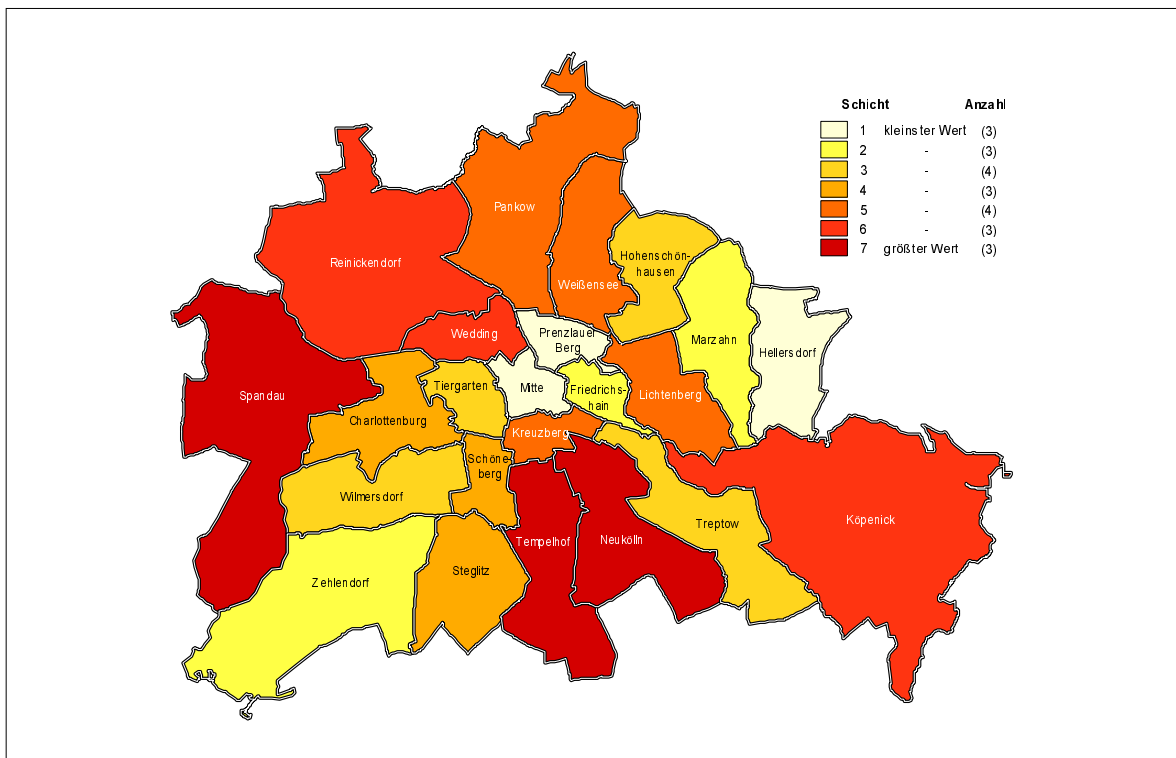 Schicht Anzahl
1 kleinster Wert (3)
2 - (3)
3 - (4)
4 - (3)
5 - (4)
6 - (3)
7 größter Wert (3)
Pankow
Reinickendorf
Hohenschön-
hausen
Weißensee
Wedding
Prenzlauer
Berg
Marzahn
Hellersdorf
Spandau
Tiergarten
Mitte
Friedrichs-
hain
Lichtenberg
Charlottenburg
Kreuzberg
Schöne-
berg
Wilmersdorf
Treptow
Köpenick
Tempelhof
Neukölln
Steglitz
Zehlendorf